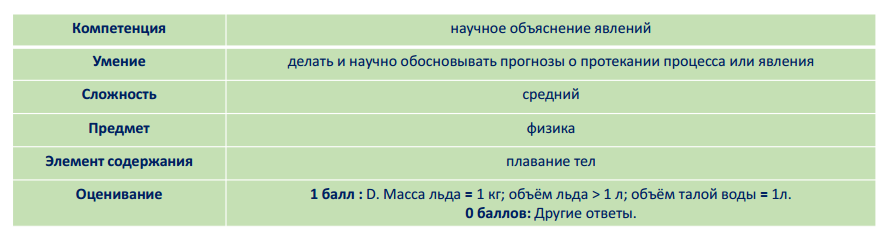 Компетенция научное объяснение явлений
Умение делать и научно обосновывать прогнозы о протекании процесса или явления
Сложность средний
Предмет физика
Элемент содержания плавание тел
Оценивание 1 балл : D. Масса льда = 1 кг; объём льда > 1 л; объём талой воды = 1л.
0 баллов: Другие ответы.